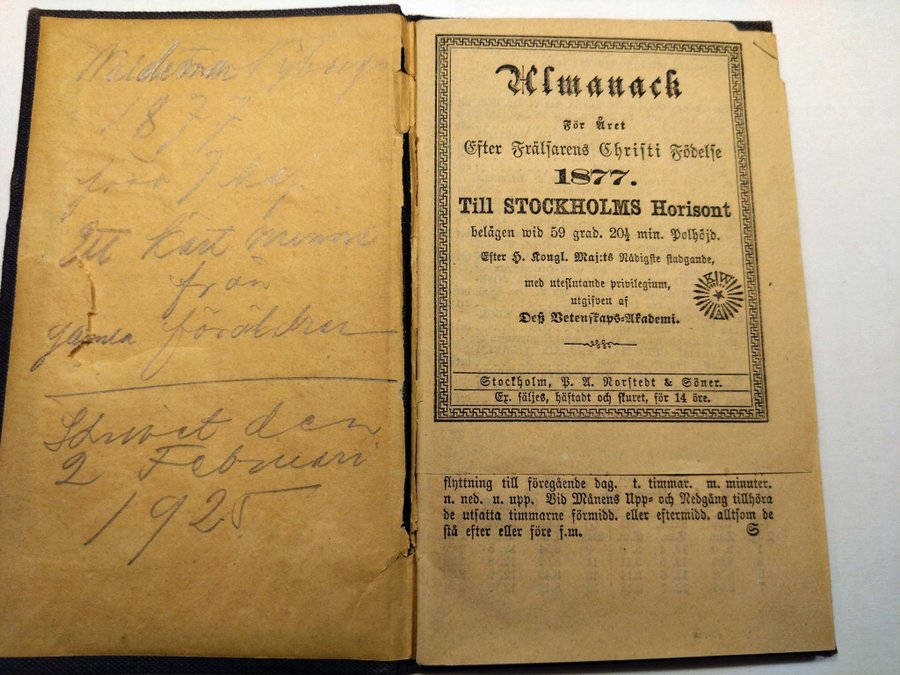 Waldemar
1877
Ett kärt minne
från
gamla föräldrar
Skrivet den
2 Februari
1925
Almanack
För Året
Efter Frälsarens Christi Födelse
1877.
Till STOCKHOLMS Horisont
belägen wid 59 grad. 20½ min. Polhöjd.
Efter H. Kongl. Maj:ts Nådigste stadgande,
med uteslutande privilegium,
utgifven af
Deß Vetenskaps-Akademi.
Stockholm, P. A. Norstedt & Söner.
Ex. säljes, häftadt och skuret, för 14 öre.
flyttning till föregående dag. t. timmar. m. minuter.
n. ned. u. upp. Vid Månens Upp- och Nedgång tillhöra
de utsatta timmarne förmidd. eller eftermidd. alltsom de
stå efter eller före f.m. S